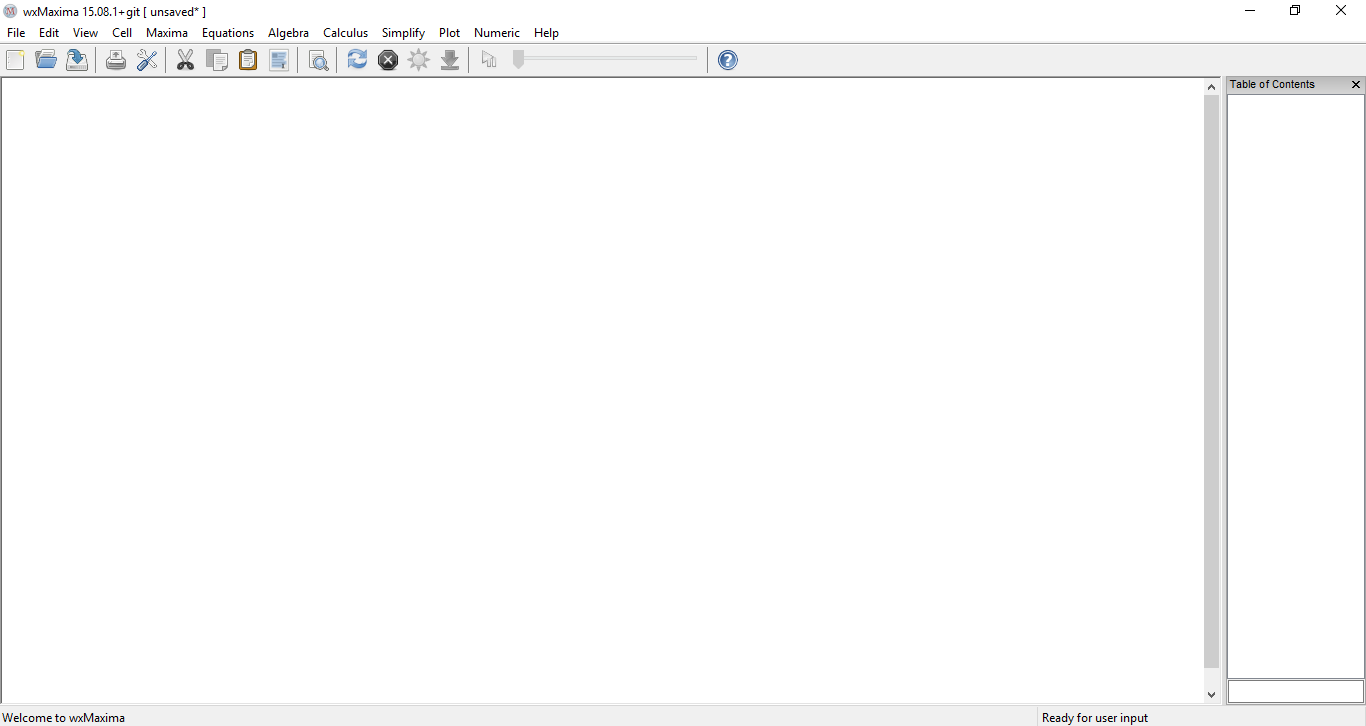 wxMaxima 15.08.1+git [ unsaved* ]
File Edit View Cell Maxima Equations Algebra Calculus Simplify Plot Numeric Help
Table of Contents
Welcome to wxMaxima
Ready for user input